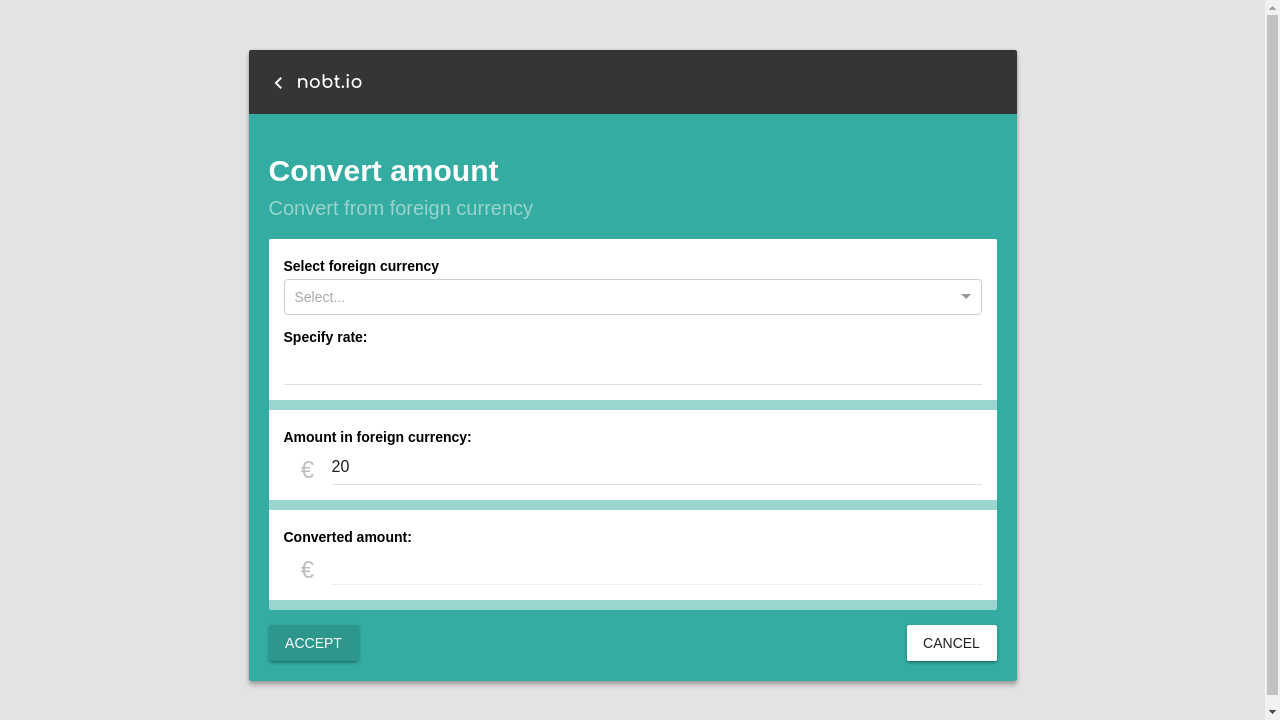 nobt.io
Convert amount
Convert from foreign currency
Select foreign currency
Select...
Specify rate:
Amount in foreign currency:
€ 20
Converted amount:
€
ACCEPT CANCEL